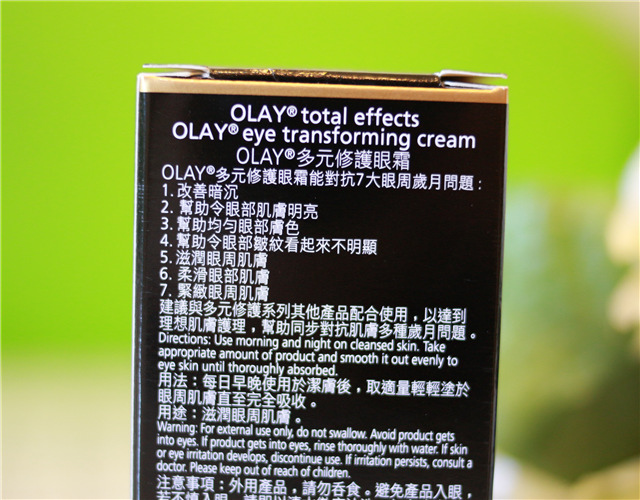 OLAY® total effects
OLAY® eye transforming cream
OLAY®多元修護眼霜
OLAY®多元修護眼霜能對抗7大眼周歲月問題：
1. 改善暗沉
2. 幫助令眼部肌膚明亮
3. 幫助均勻眼部膚色
4. 幫助令眼部皺紋看起來不明顯
5. 滋潤眼周肌膚
6. 柔滑眼部肌膚
7. 緊緻眼周肌膚
建議與多元修護系列其他產品配合使用，以達到
理想肌膚護理，幫助同步對抗肌膚多種歲月問題。
Directions: Use morning and night on cleansed skin. Take
appropriate amount of product and smooth it out evenly to
eye skin until thoroughly absorbed.
用法：每日早晚使用於潔膚後，取適量輕輕塗於
眼周肌膚直至完全吸收。
用途：滋潤眼周肌膚。
Warning: For external use only, do not swallow. Avoid product gets
into eyes. If product gets into eyes, rinse thoroughly with water. If skin
or eye irritation develops, discontinue use. If irritation persists, consult a
doctor. Please keep out of reach of children.
注意事項：外用產品，請勿吞食。避免產品入眼，
若不慎入眼，請即以清水